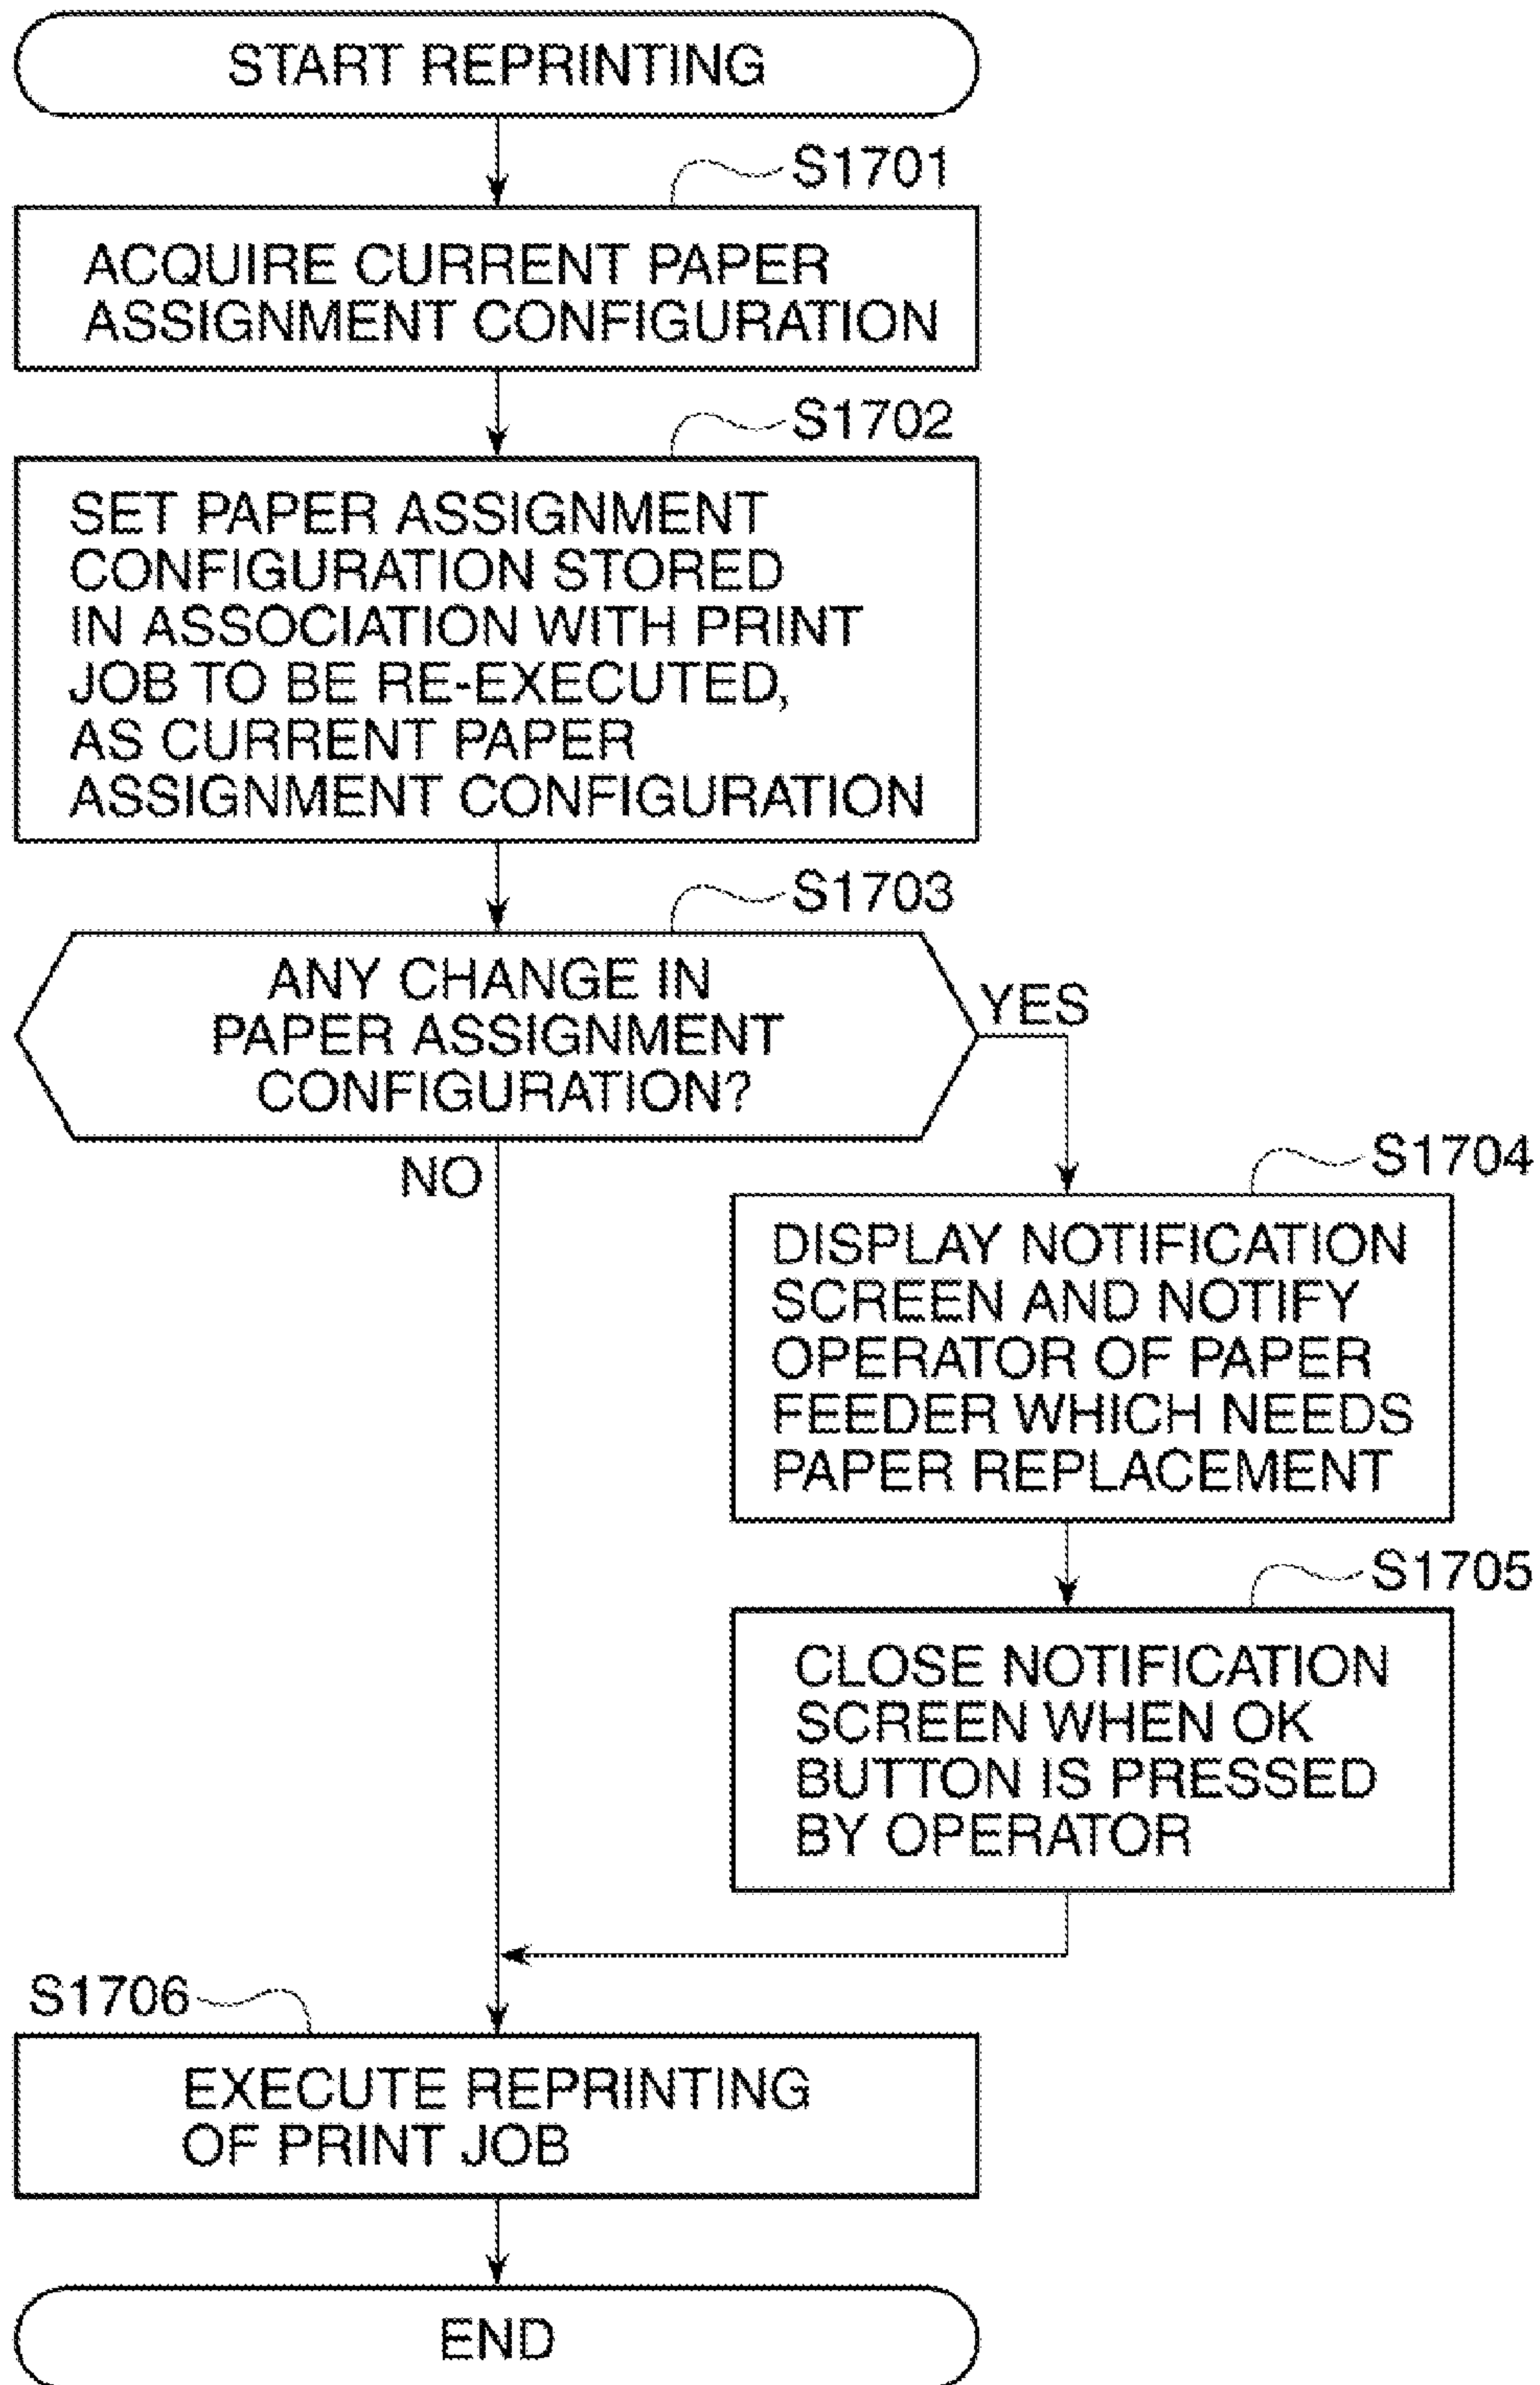 START REPRINTING
S1701
ACQUIRE CURRENT PAPER
ASSIGNMENT CONFIGURATION
S1702
SET PAPER ASSIGNMENT
CONFIGURATION STORED
IN ASSOCIATION WITH PRINT
JOB TO BE RE-EXECUTED,
AS CURRENT PAPER
ASSIGNMENT CONFIGURATION
S1703
ANY CHANGE IN
PAPER ASSIGNMENT
CONFIGURATION?
YES
NO
S1704
DISPLAY NOTIFICATION
SCREEN AND NOTIFY
OPERATOR OF PAPER
FEEDER WHICH NEEDS
PAPER REPLACEMENT
S1705
CLOSE NOTIFICATION
SCREEN WHEN OK
BUTTON IS PRESSED
BY OPERATOR
S1706
EXECUTE REPRINTING
OF PRINT JOB
END